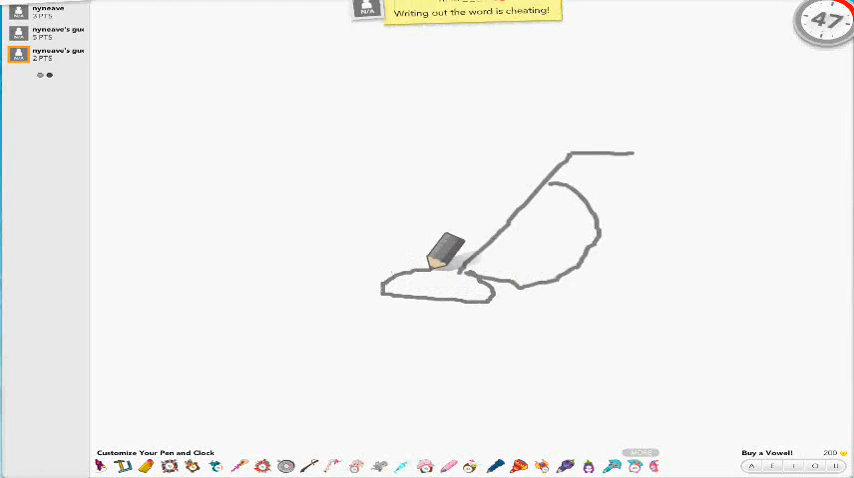 nyneave
3 PTS
nyneave's gue
5 PTS
nyneave's gue
2 PTS
N/A
N/A
N/A
N/A
Writing out the word is cheating!
47
Customize Your Pen and Clock
MORE
Buy a Vowel!
200
A E I O U